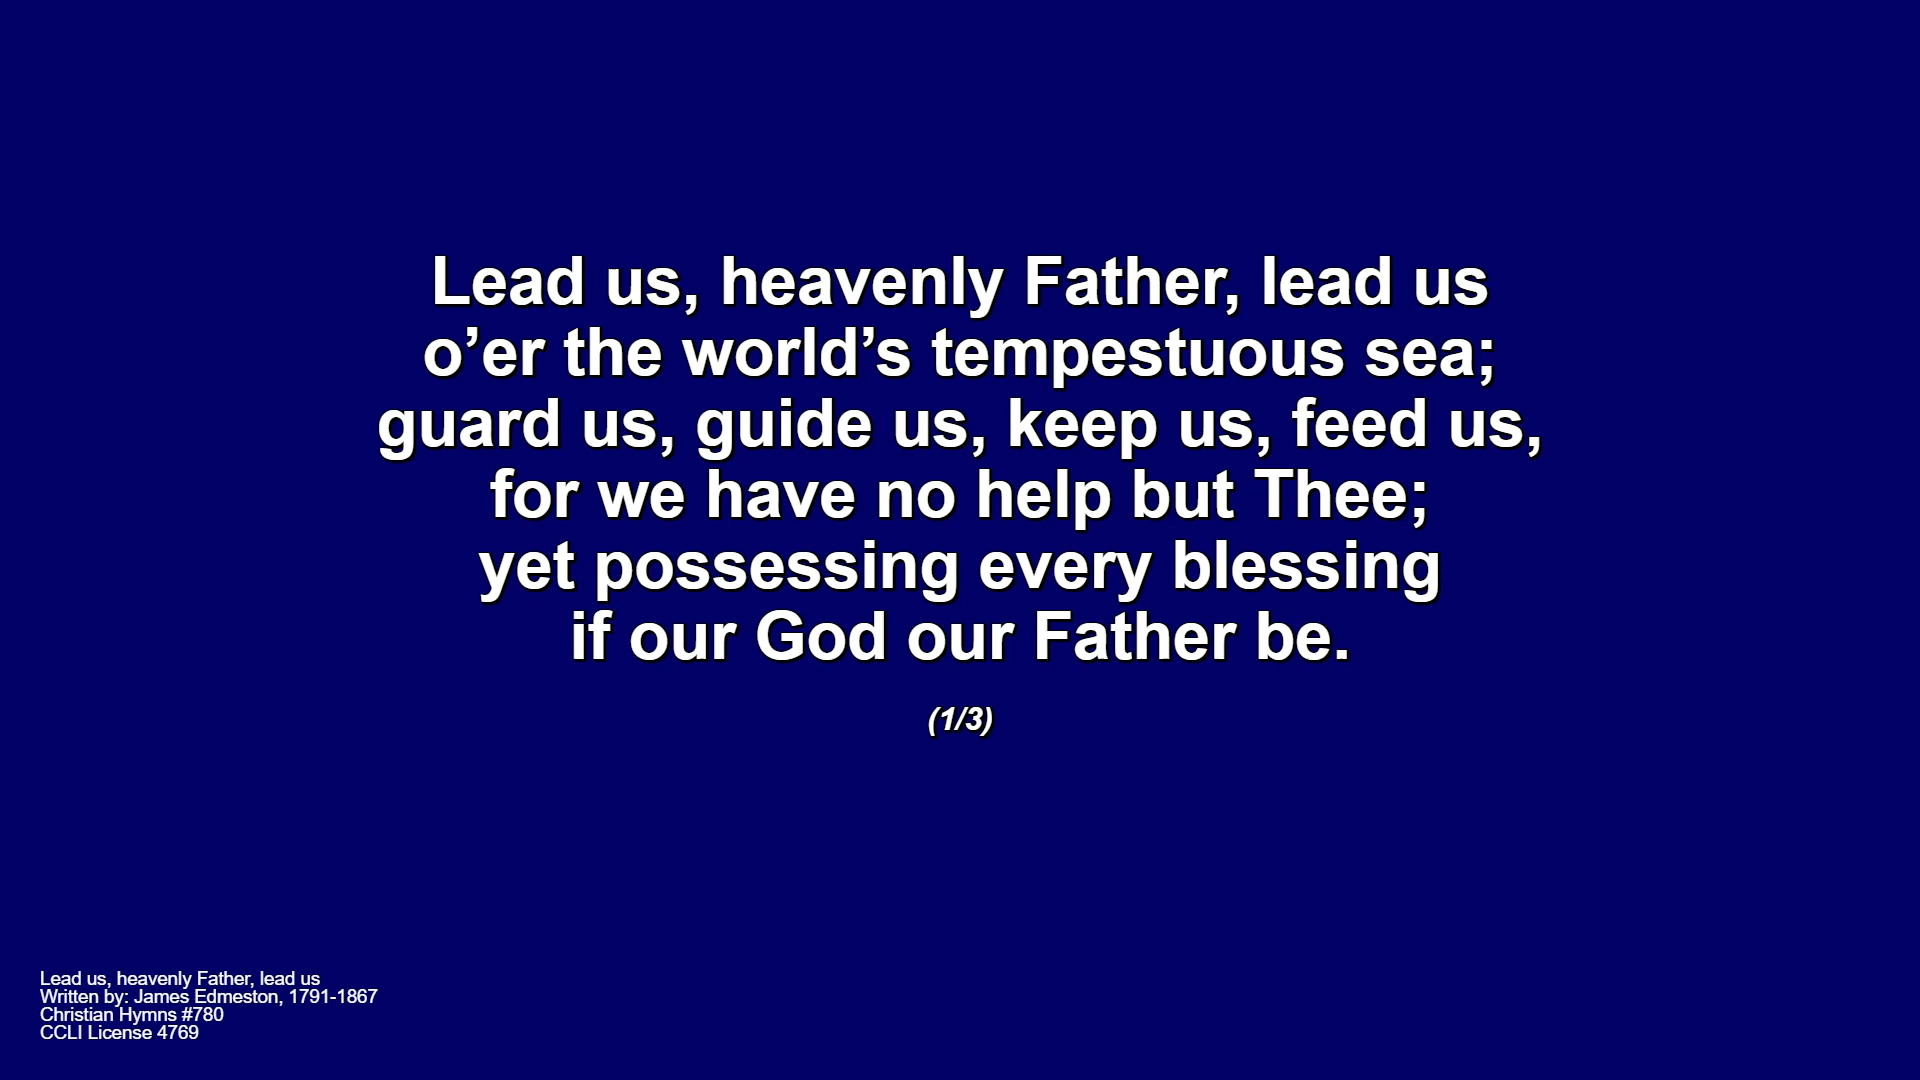 Lead us, heavenly Father, lead us
o’er the world’s tempestuous sea;
guard us, guide us, keep us, feed us,
for we have no help but Thee;
yet possessing every blessing
if our God our Father be.
(1/3)
Lead us, heavenly Father, lead us
Written by: James Edmeston, 1791-1867
Christian Hymns #780
CCLI License 4769